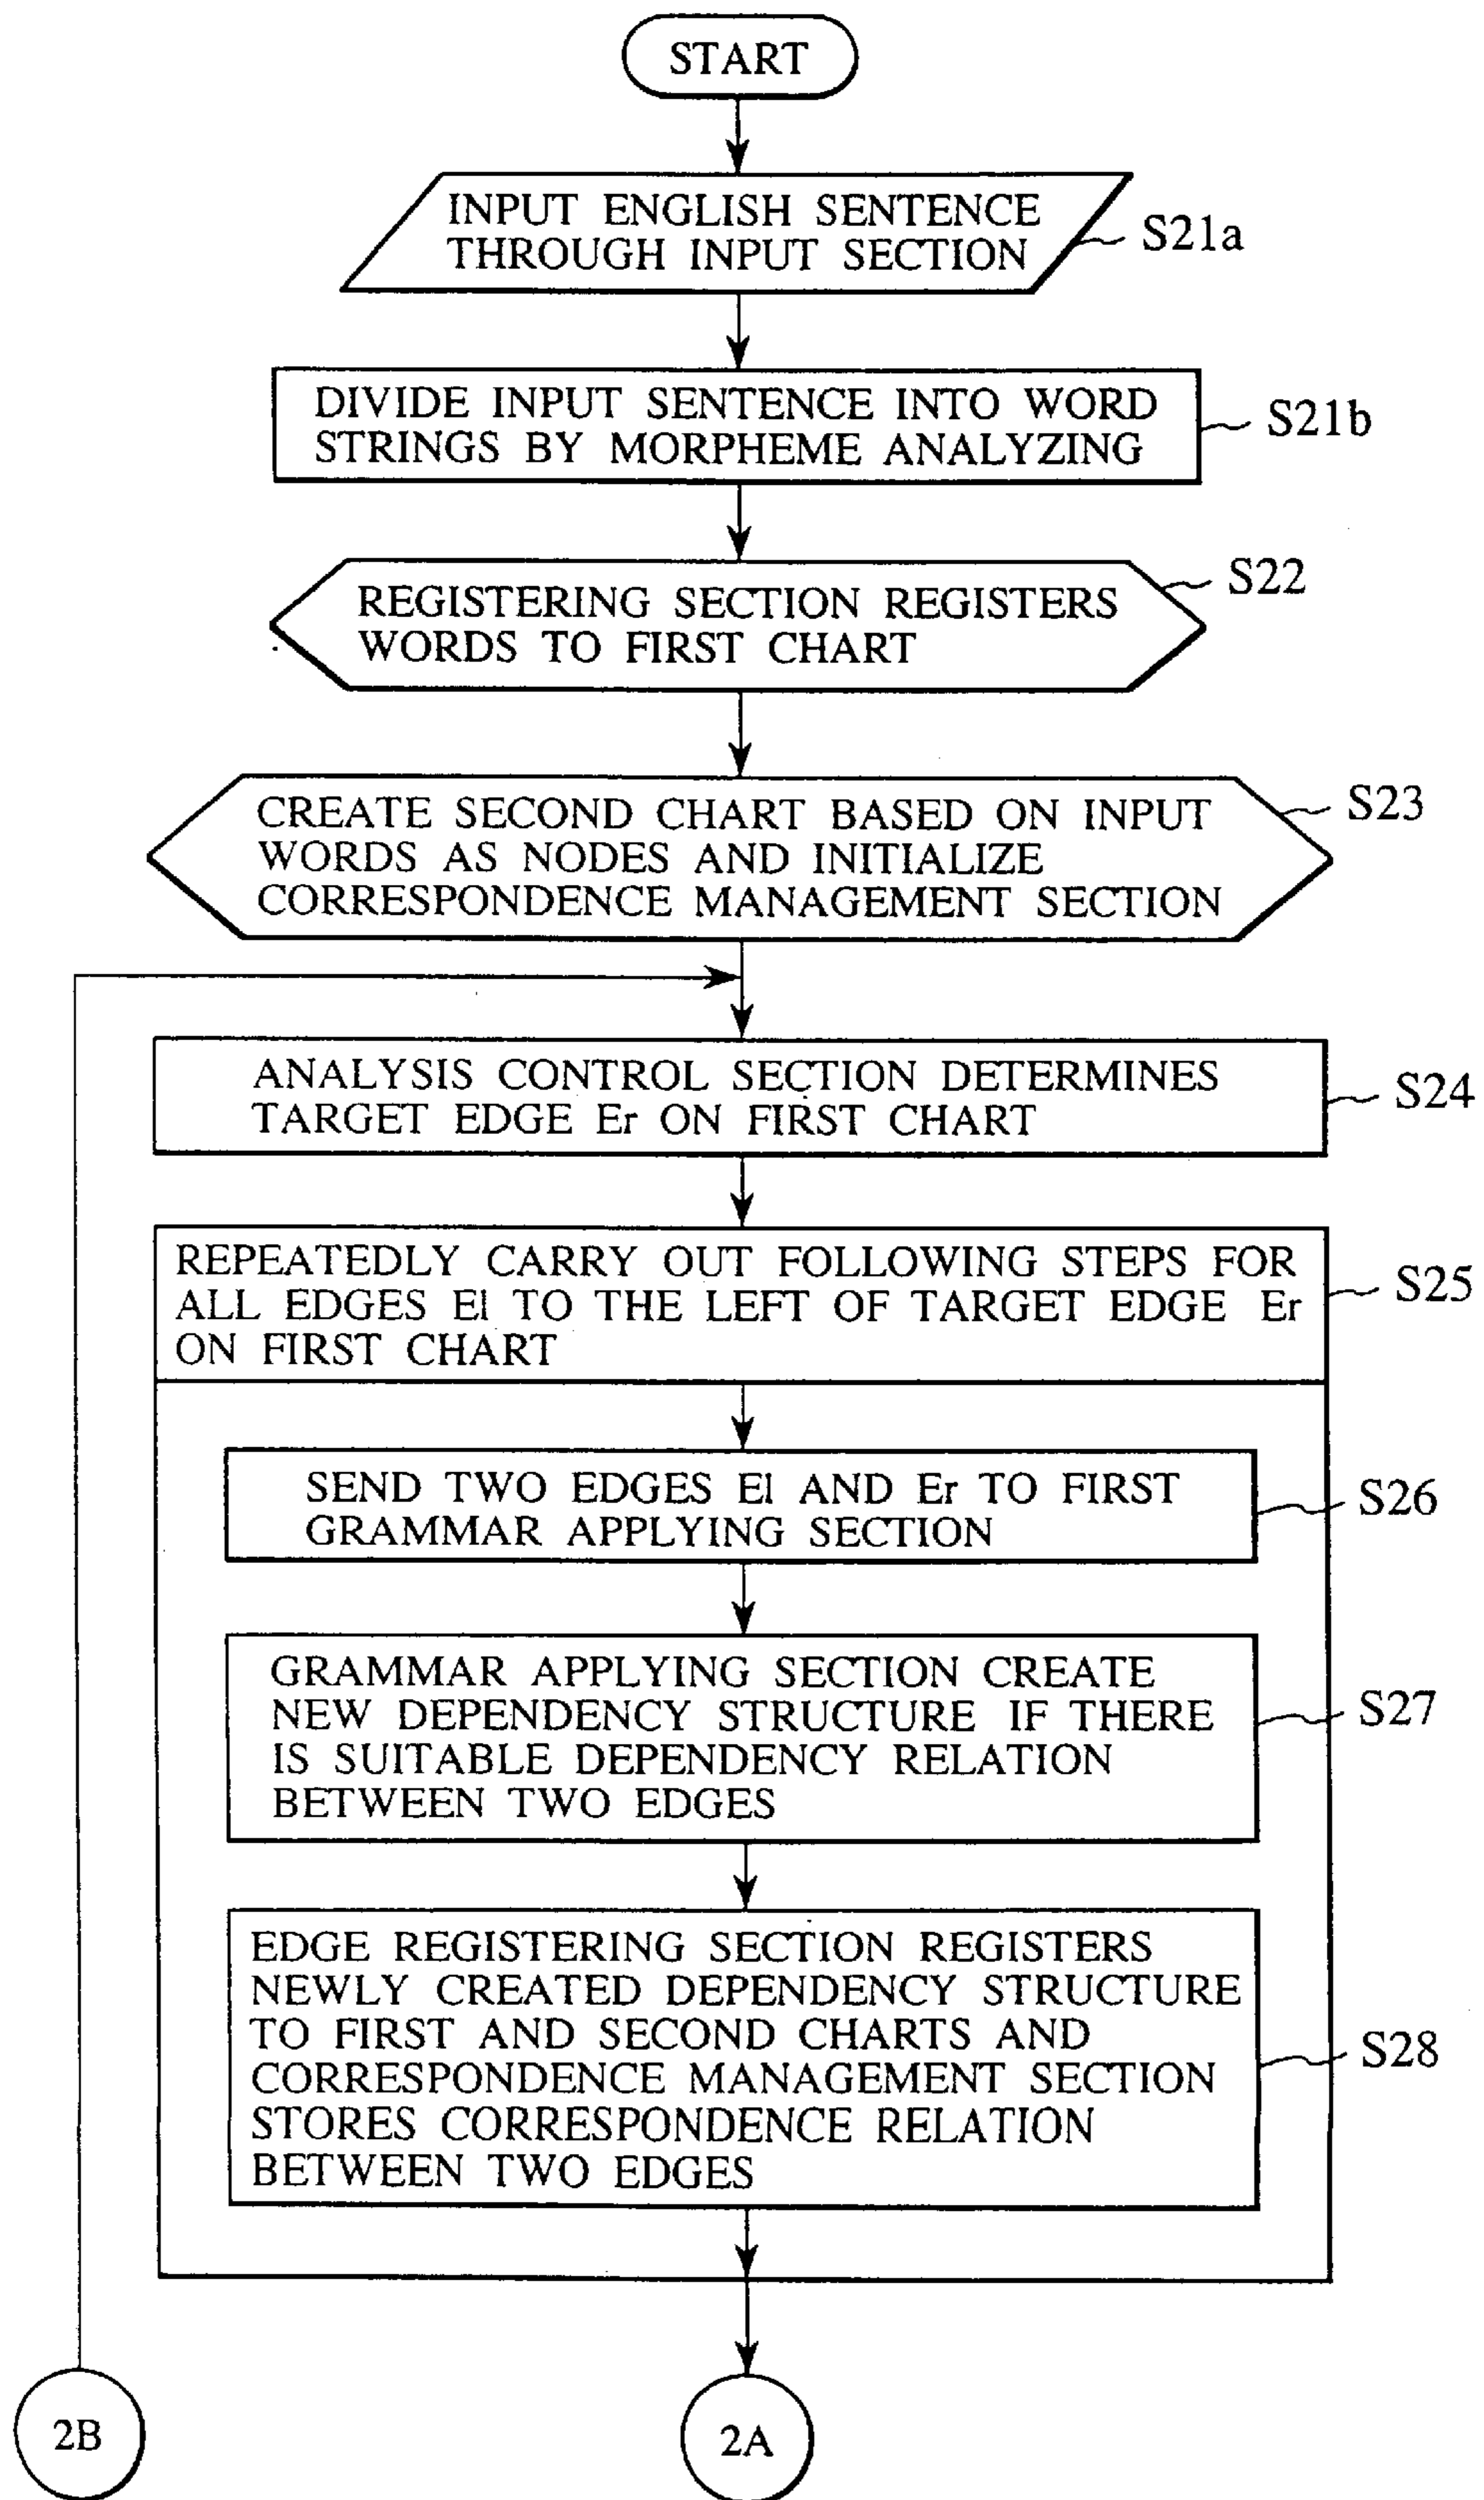 START
INPUT ENGLISH SENTENCE
THROUGH INPUT SECTION
S21a
DIVIDE INPUT SENTENCE INTO WORD
STRINGS BY MORPHEME ANALYZING
S21b
REGISTERING SECTION REGISTERS
WORDS TO FIRST CHART
S22
CREATE SECOND CHART BASED ON INPUT
WORDS AS NODES AND INITIALIZE
CORRESPONDENCE MANAGEMENT SECTION
S23
ANALYSIS CONTROL SECTION DETERMINES
TARGET EDGE Er ON FIRST CHART
S24
REPEATEDLY CARRY OUT FOLLOWING STEPS FOR
ALL EDGES El TO THE LEFT OF TARGET EDGE Er
ON FIRST CHART
S25
SEND TWO EDGES El AND Er TO FIRST
GRAMMAR APPLYING SECTION
S26
GRAMMAR APPLYING SECTION CREATE
NEW DEPENDENCY STRUCTURE IF THERE
IS SUITABLE DEPENDENCY RELATION
BETWEEN TWO EDGES
S27
EDGE REGISTERING SECTION REGISTERS
NEWLY CREATED DEPENDENCY STRUCTURE
TO FIRST AND SECOND CHARTS AND
CORRESPONDENCE MANAGEMENT SECTION
STORES CORRESPONDENCE RELATION
BETWEEN TWO EDGES
S28
2B
2A